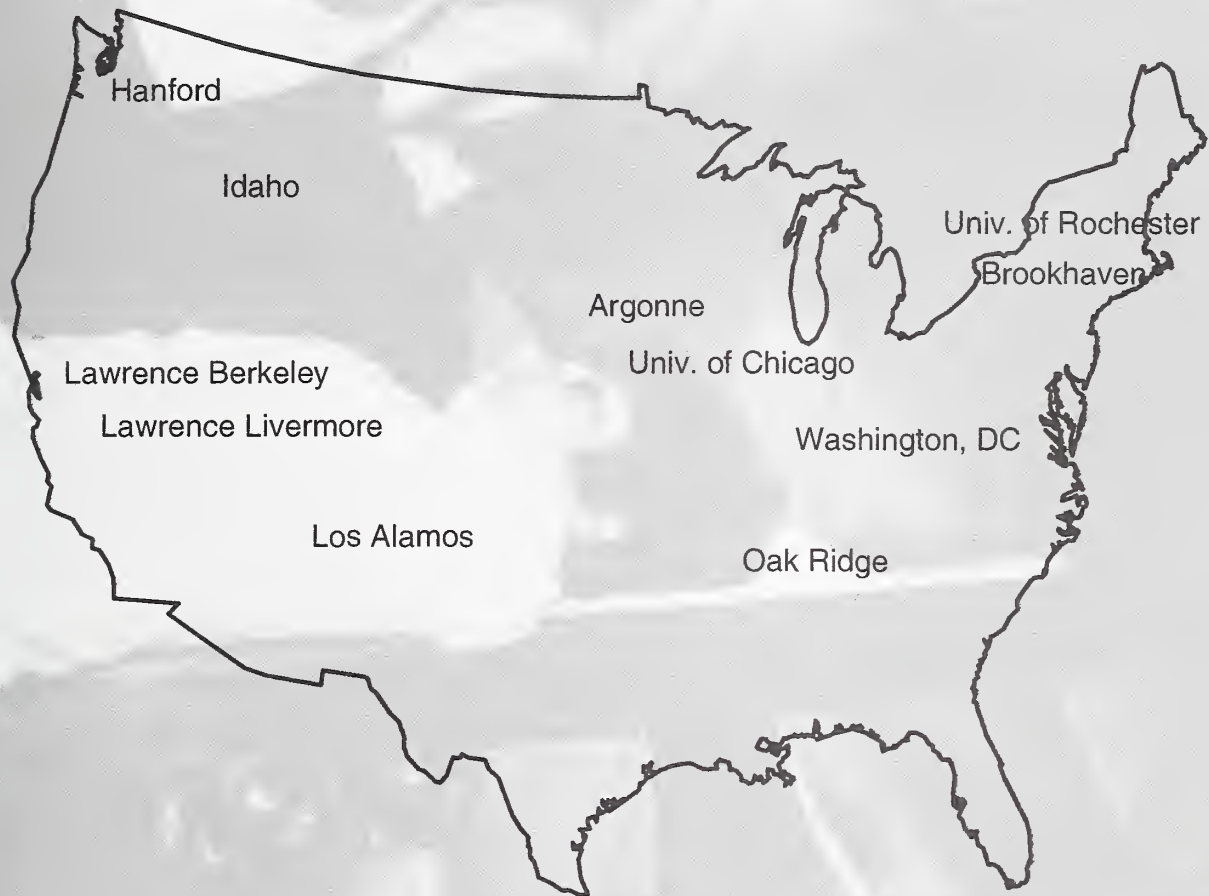 Hanford
Idaho
Univ. of Rochester
Brookhaven
Argonne
Univ. of Chicago
Lawrence Berkeley
Lawrence Livermore
Washington, DC
Los Alamos
Oak Ridge